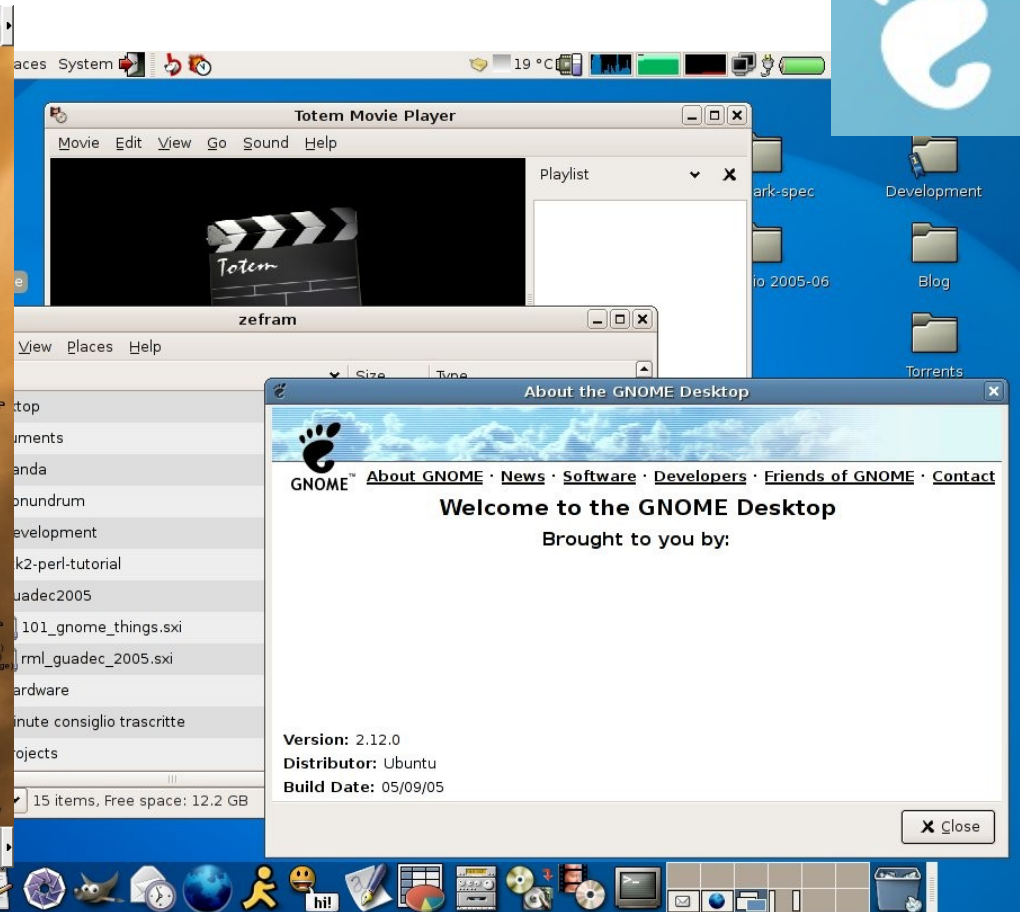 aces System 19 °C
Totem Movie Player
Movie Edit View Go Sound Help
Playlist
Totem
ark-spec
Development
io 2005-06
Blog
Torrents
zefram
View Places Help
Size Type
top
uments
anda
onundrum
evelopment
k2-perl-tutorial
uadec2005
101_gnome_things.sxi
rml_guadec_2005.sxi
ardware
inute consiglio trascritte
rojects
15 items, Free space: 12.2 GB
About the GNOME Desktop
GNOME™
About GNOME · News · Software · Developers · Friends of GNOME · Contact
Welcome to the GNOME Desktop
Brought to you by:
Version: 2.12.0
Distributor: Ubuntu
Build Date: 05/09/05
Close
hi!